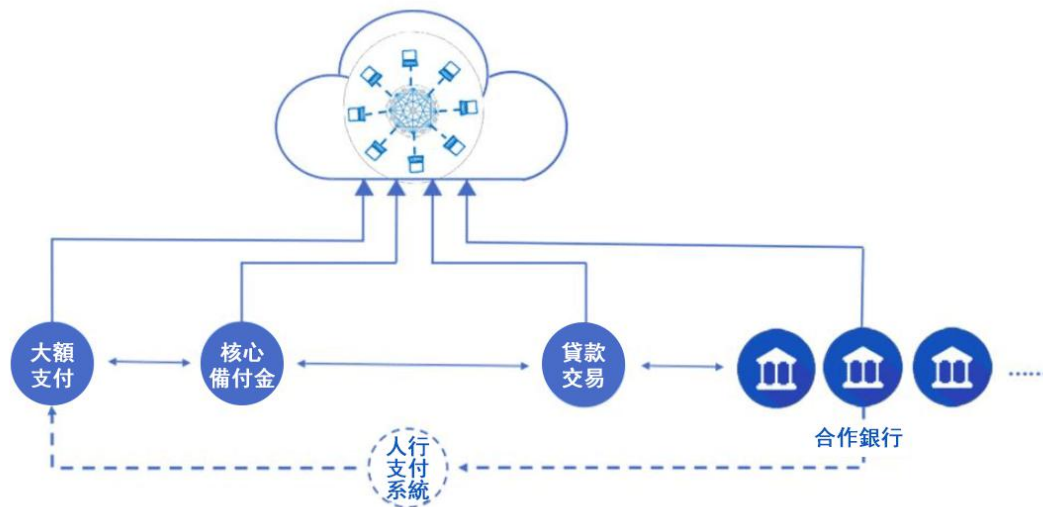 大額
支付
核心
備付金
貸款
交易
......
合作銀行
人行
支付
系統